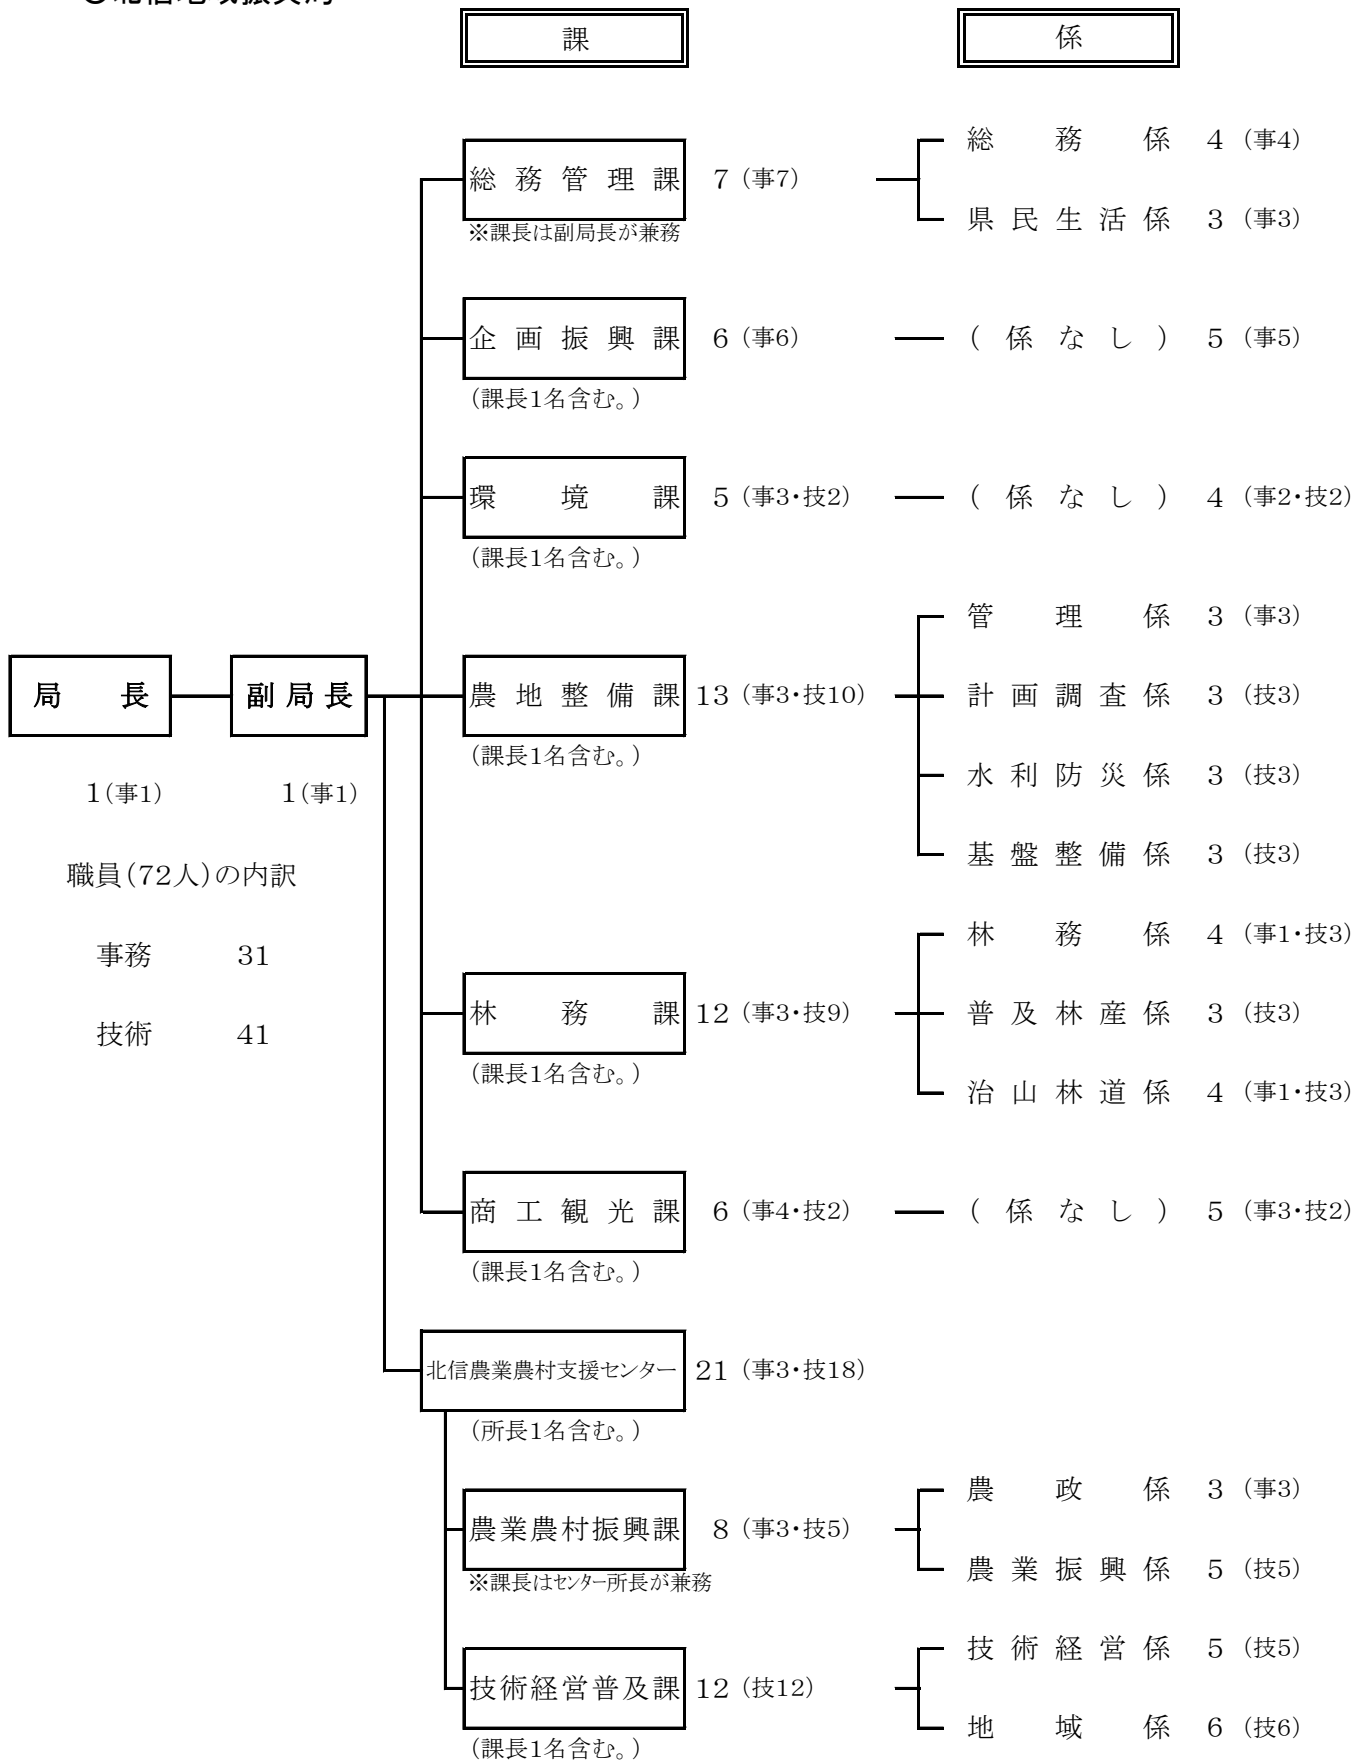 課 係
総務係 4 (事4)
総務管理課 7 (事7)
県民生活係 3 (事3)
※課長は副局長が兼務
企画振興課 6 (事6) (係なし) 5 (事5)
(課長1名含む。)
環境課 5 (事3・技2) (係なし) 4 (事2・技2)
(課長1名含む。)
管理係 3 (事3)
局長 副局長 農地整備課 13 (事3・技10) 計画調査係 3 (技3)
(課長1名含む。)
水利防災係 3 (技3)
1(事1) 1(事1)
基盤整備係 3 (技3)
職員(72人)の内訳
林務係 4 (事1・技3)
事務 31
林務課 12 (事3・技9) 普及林産係 3 (技3)
技術 41
(課長1名含む。)
治山林道係 4 (事1・技3)
商工観光課 6 (事4・技2) (係なし) 5 (事3・技2)
(課長1名含む。)
北信農業農村支援センター 21 (事3・技18)
(所長1名含む。)
農政係 3 (事3)
農業農村振興課 8 (事3・技5)
農業振興係 5 (技5)
※課長はセンター所長が兼務
技術経営係 5 (技5)
技術経営普及課 12 (技12)
地域係 6 (技6)
(課長1名含む。)